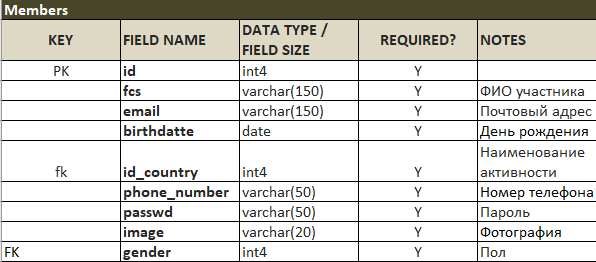 Members
KEY FIELD NAME DATA TYPE / FIELD SIZE REQUIRED? NOTES
PK id int4 Y
fcs varchar(150) Y ФИО участника
email varchar(150) Y Почтовый адрес
birthdatte date Y День рождения
fk id_country int4 Y Наименование активности
phone_number varchar(50) Y Номер телефона
passwd varchar(50) Y Пароль
image varchar(20) Y Фотография
FK gender int4 Y Пол